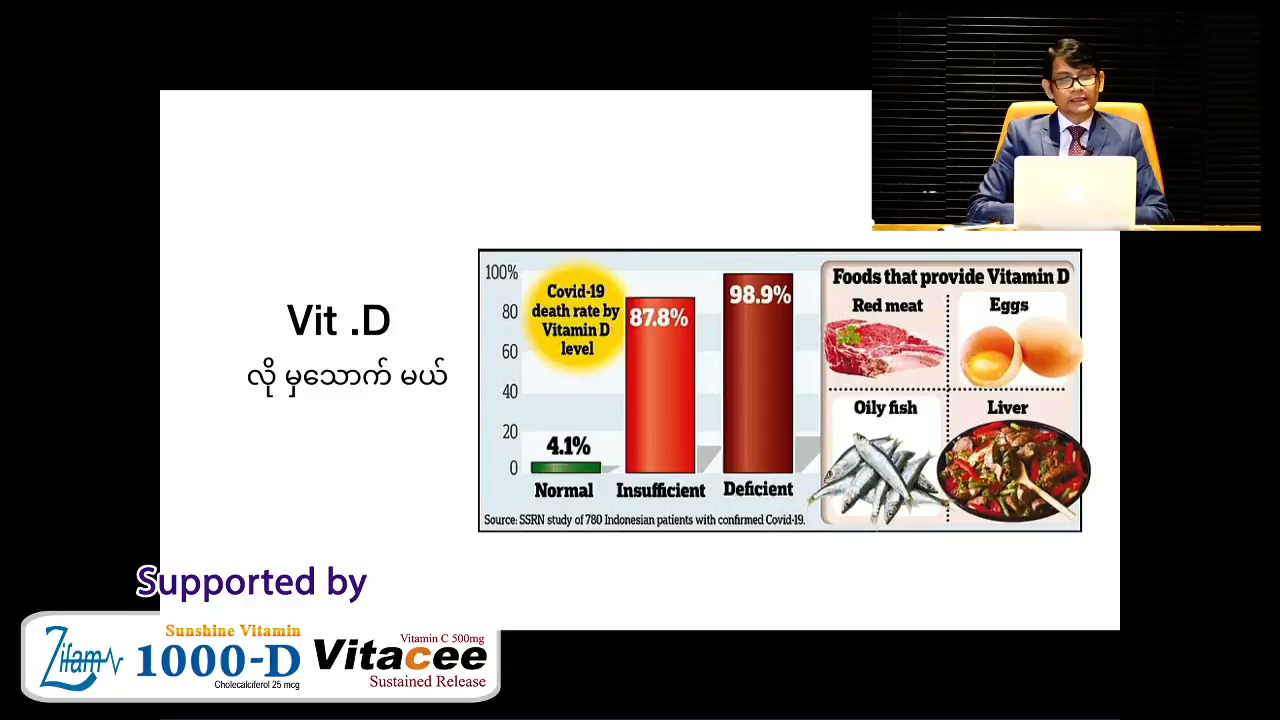 Vit .D
လို မှသောက် မယ်
Covid-19
death rate by
Vitamin D
level
100%
80
60
40
20
0
4.1%
87.8%
98.9%
Normal
Insufficient
Deficient
Source: SSRN study of 780 Indonesian patients with confirmed Covid-19.
Foods that provide Vitamin D
Red meat
Eggs
Oily fish
Liver
Supported by
Zifam
Sunshine Vitamin
1000-D
Cholecalciferol 25 mcg
Vitamin C 500mg
Vitacee
Sustained Release